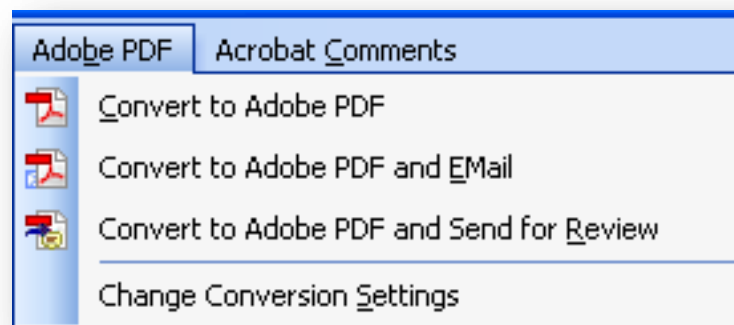 Adobe PDF Acrobat Comments
Convert to Adobe PDF
Convert to Adobe PDF and EMail
Convert to Adobe PDF and Send for Review
Change Conversion Settings